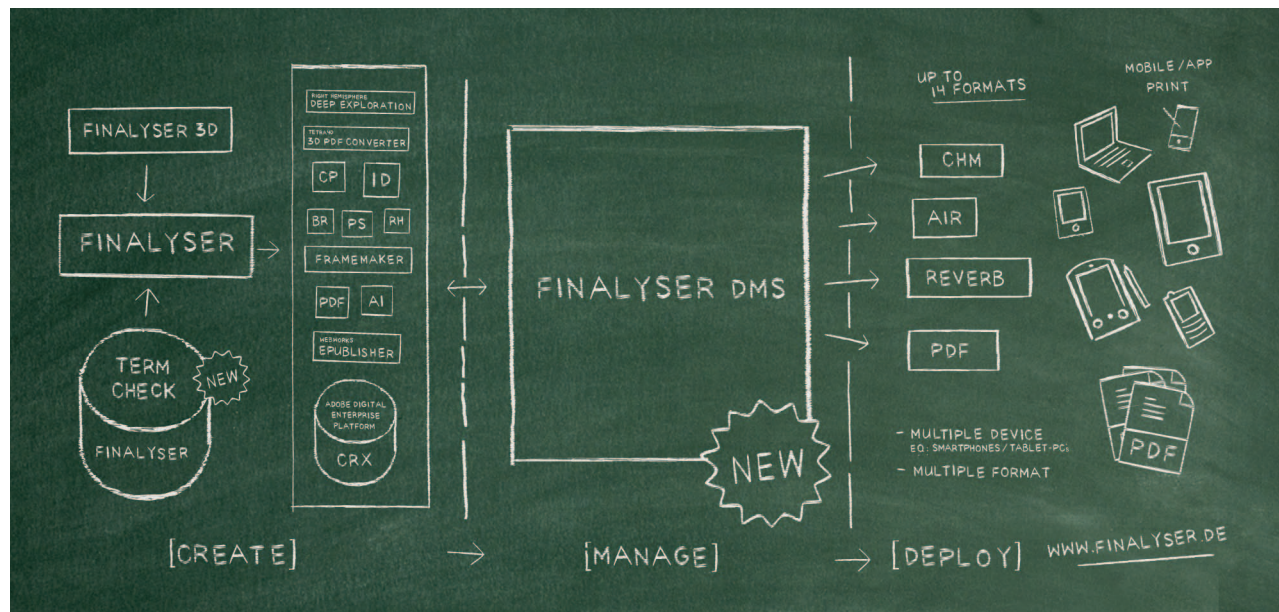 FINALYSER 3D
FINALYSER
TERM
CHECK
NEW
FINALYSER
RIGHT HEMISPHERE
DEEP EXPLORATION
TETRA4D
3D PDF CONVERTER
CP
ID
BR
PS
RH
FRAMEMAKER
PDF
AI
WEBWORKS
EPUBLISHER
ADOBE DIGITAL
ENTERPRISE
PLATFORM
CRX
FINALYSER DMS
NEW
UP TO
14 FORMATS
CHM
AIR
REVERB
PDF
- MULTIPLE DEVICE
EQ: SMARTPHONES/TABLET-PCs
- MULTIPLE FORMAT
MOBILE/APP
PRINT
PDF
[CREATE]
[MANAGE]
[DEPLOY]
WWW.FINALYSER.DE